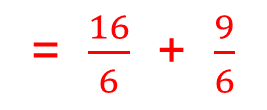 = 16/6 + 9/6